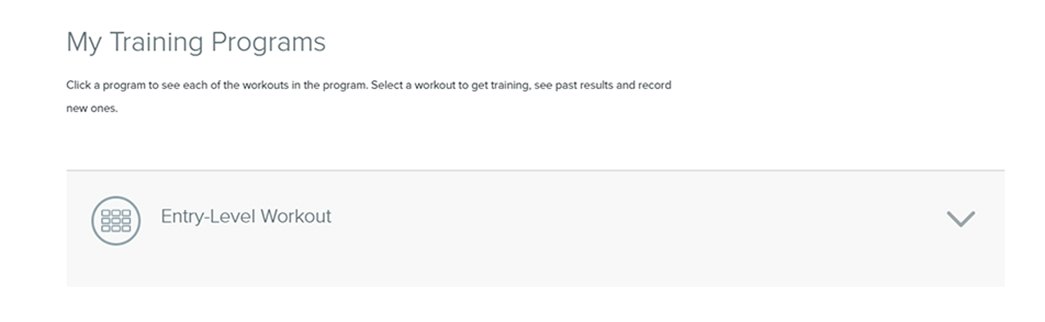 My Training Programs
Click a program to see each of the workouts in the program. Select a workout to get training, see past results and record
new ones.
Entry-Level Workout